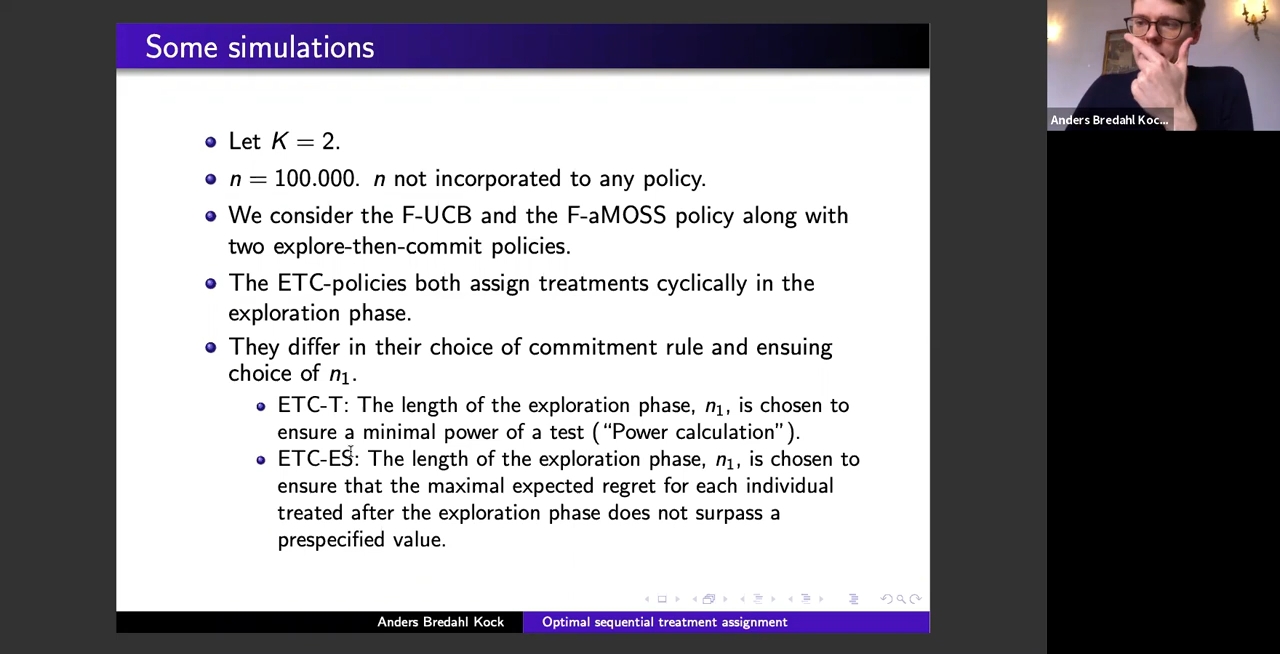 Some simulations
Let K = 2.
n = 100.000. n not incorporated to any policy.
We consider the F-UCB and the F-aMOSS policy along with
two explore-then-commit policies.
The ETC-policies both assign treatments cyclically in the
exploration phase.
They differ in their choice of commitment rule and ensuing
choice of n₁.
ETC-T: The length of the exploration phase, n₁, is chosen to
ensure a minimal power of a test (“Power calculation”).
ETC-ES: The length of the exploration phase, n₁, is chosen to
ensure that the maximal expected regret for each individual
treated after the exploration phase does not surpass a
prespecified value.
Anders Bredahl Kock
Optimal sequential treatment assignment
Anders Bredahl Koc...